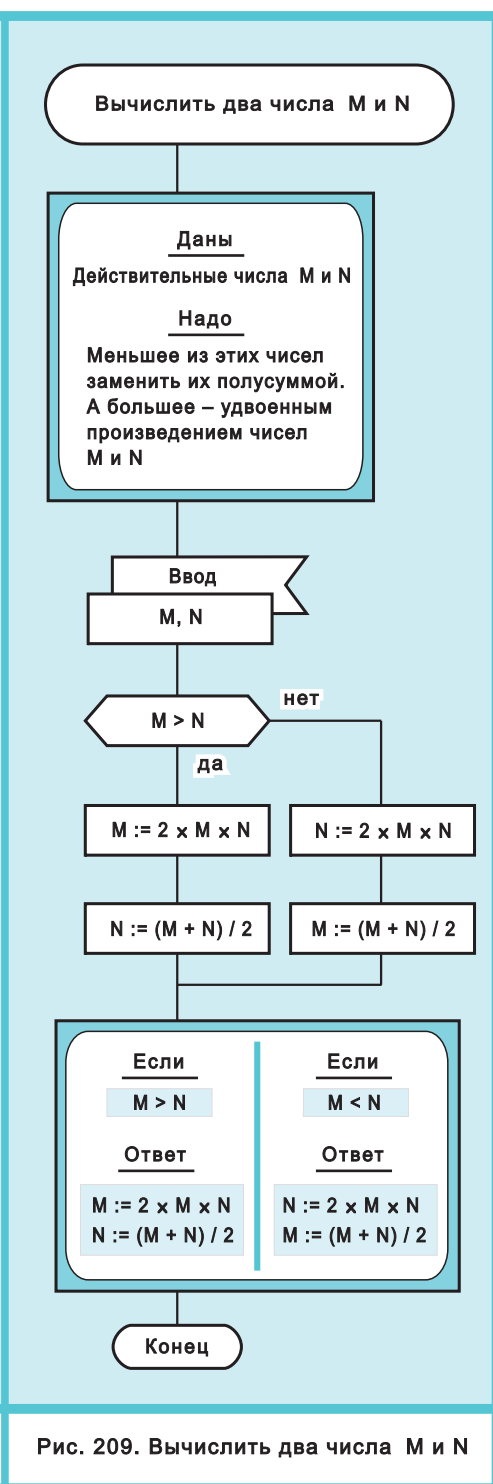 Вычислить два числа M и N
Даны
Действительные числа M и N
Надо
Меньшее из этих чисел
заменить их полусуммой.
А большее – удвоенным
произведением чисел
M и N
Ввод
M, N
M > N
нет
да
M := 2 × M × N
N := (M + N) / 2
N := 2 × M × N
M := (M + N) / 2
Если
M > N
Ответ
M := 2 × M × N
N := (M + N) / 2
Если
M < N
Ответ
N := 2 × M × N
M := (M + N) / 2
Конец
Рис. 209. Вычислить два числа M и N